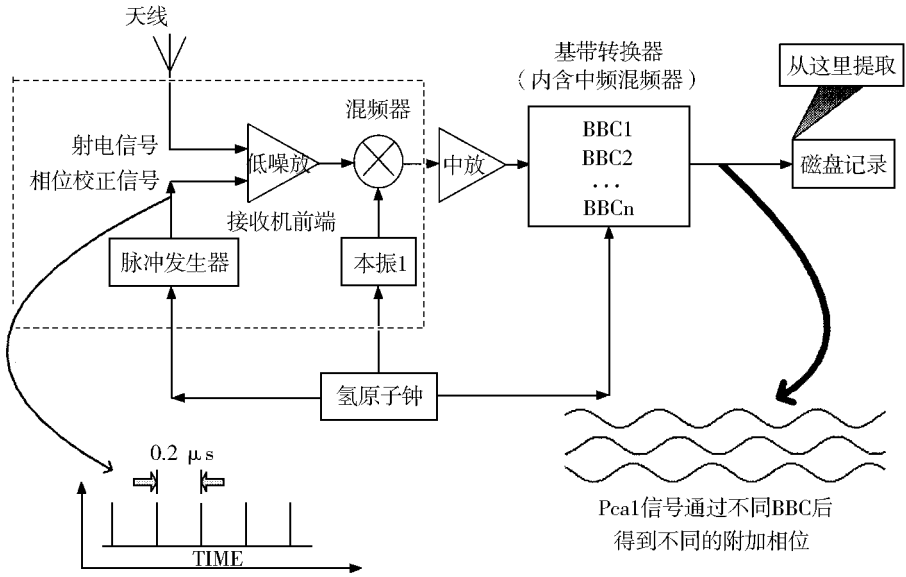 天线
基带转换器
(内含中频混频器)
从这里提取
混频器
BBC1
BBC2
...
BBCn
射电信号
低噪放
中放
磁盘记录
相位校正信号
接收机前端
脉冲发生器
本振1
氢原子钟
0.2 μs
TIME
Pca1信号通过不同BBC后
得到不同的附加相位